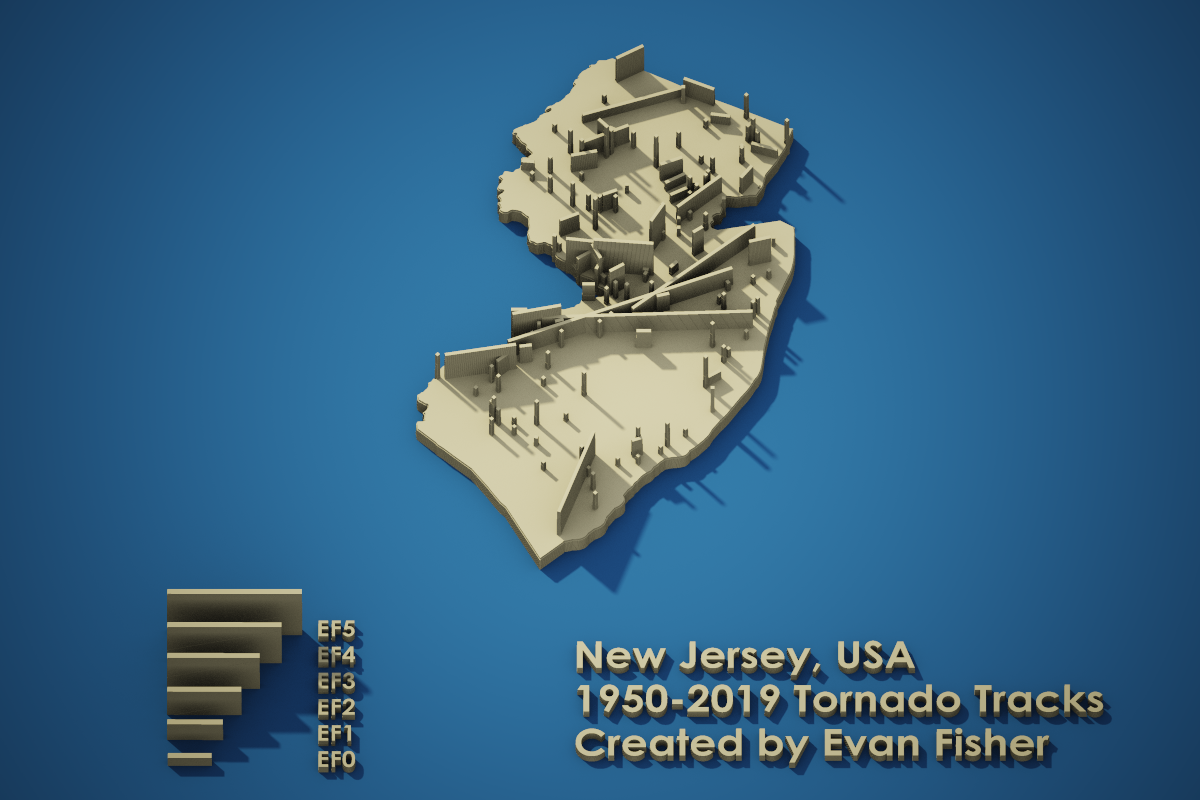 EF5
EF4
EF3
EF2
EF1
EF0
New Jersey, USA
1950-2019 Tornado Tracks
Created by Evan Fisher